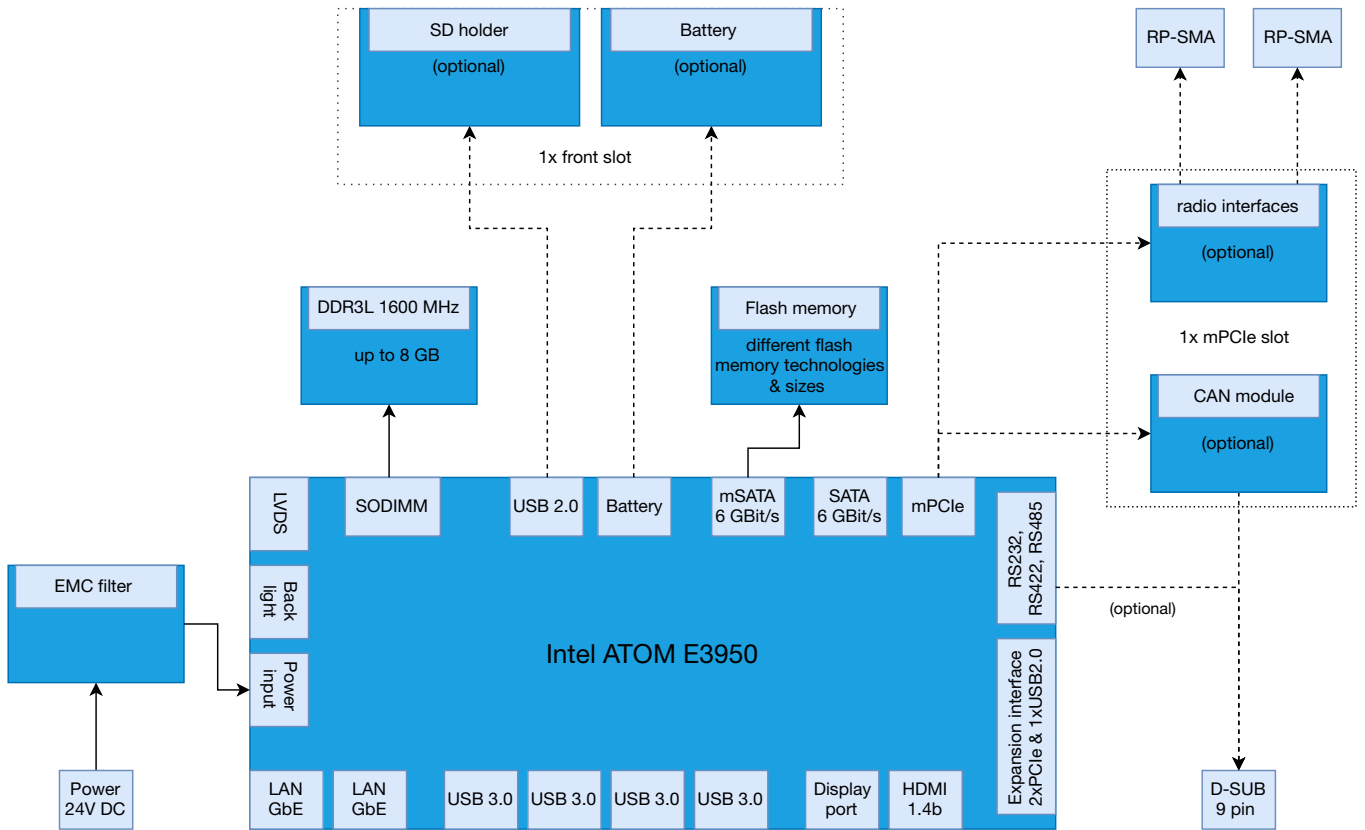 SD holder
(optional)
Battery
(optional)
1x front slot
RP-SMA
RP-SMA
radio interfaces
(optional)
1x mPCIe slot
CAN module
(optional)
DDR3L 1600 MHz
up to 8 GB
Flash memory
different flash
memory technologies
& sizes
LVDS
SODIMM
USB 2.0
Battery
mSATA
6 GBit/s
SATA
6 GBit/s
mPCIe
RS232,
RS422, RS485
(optional)
EMC filter
Back
light
Power
input
Intel ATOM E3950
Expansion interface
2xPCIe & 1xUSB2.0
Power
24V DC
LAN
GbE
LAN
GbE
USB 3.0
USB 3.0
USB 3.0
USB 3.0
Display
port
HDMI
1.4b
D-SUB
9 pin